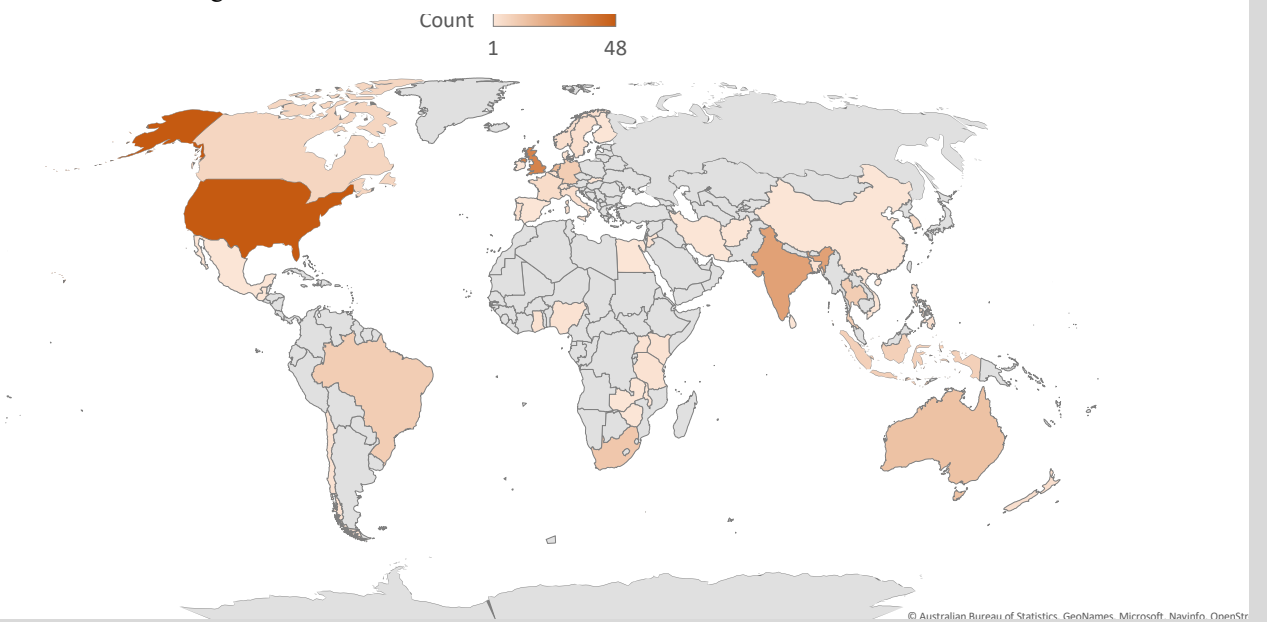 g
Count
1 48
© Australian Bureau of Statistics, GeoNames, Microsoft, Navinfo, OpenStr